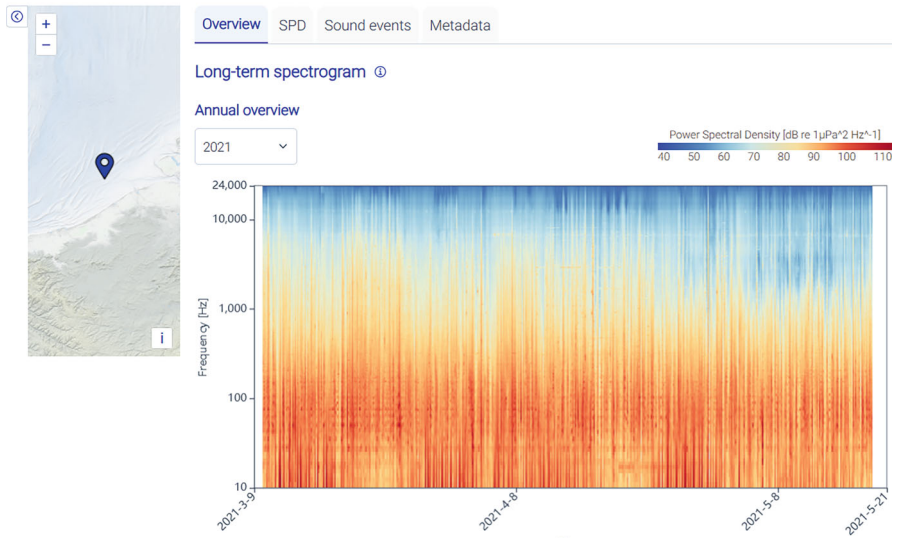 +
−
i
Overview SPD Sound events Metadata
Long-term spectrogram i
Annual overview
2021
Power Spectral Density [dB re 1μPa^2 Hz^-1]
40 50 60 70 80 90 100 110
Frequency [Hz]
24,000
10,000
1,000
100
10
2021-3-9 2021-4-8 2021-5-8 2021-5-21